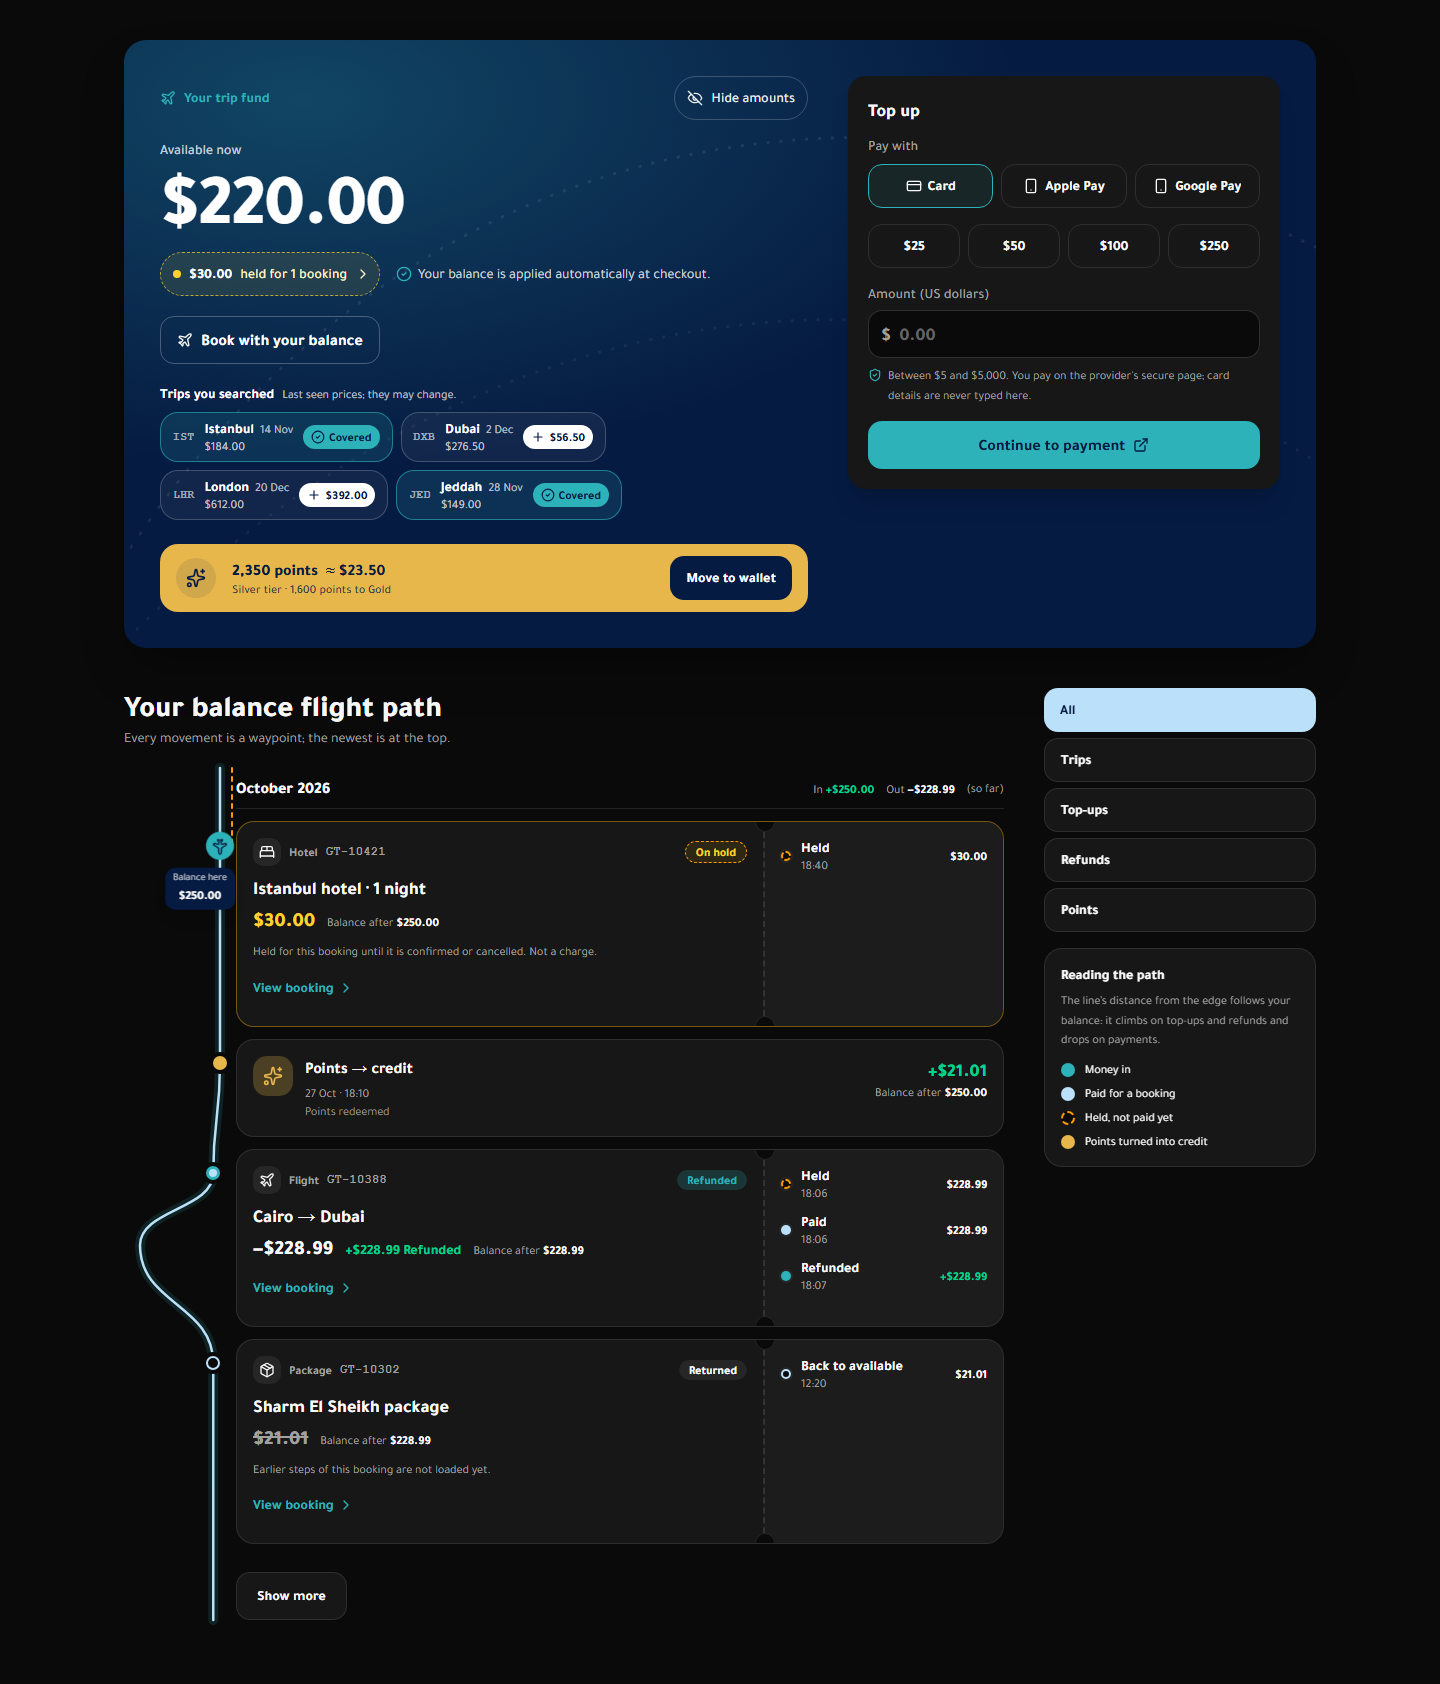 Your trip fund
Hide amounts
Available now
$220.00
$30.00 held for 1 booking
Your balance is applied automatically at checkout.
Book with your balance
Trips you searched Last seen prices; they may change.
IST Istanbul 14 Nov $184.00 Covered
DXB Dubai 2 Dec $276.50 + $56.50
LHR London 20 Dec $612.00 + $392.00
JED Jeddah 28 Nov $149.00 Covered
2,350 points ≈ $23.50
Silver tier · 1,600 points to Gold
Move to wallet
Top up
Pay with
Card
Apple Pay
Google Pay
$25
$50
$100
$250
Amount (US dollars)
$ 0.00
Between $5 and $5,000. You pay on the provider's secure page; card
details are never typed here.
Continue to payment
Your balance flight path
Every movement is a waypoint; the newest is at the top.
October 2026
In +$250.00 Out −$228.99 (so far)
Balance here
$250.00
Hotel GT-10421
On hold
Istanbul hotel · 1 night
$30.00 Balance after $250.00
Held for this booking until it is confirmed or cancelled. Not a charge.
View booking
Held
18:40
$30.00
Points → credit
27 Oct · 18:10
Points redeemed
+$21.01
Balance after $250.00
Flight GT-10388
Refunded
Cairo → Dubai
−$228.99 +$228.99 Refunded Balance after $228.99
View booking
Held
18:06
$228.99
Paid
18:06
$228.99
Refunded
18:07
+$228.99
Package GT-10302
Returned
Sharm El Sheikh package
$21.01 Balance after $228.99
Earlier steps of this booking are not loaded yet.
View booking
Back to available
12:20
$21.01
Show more
All
Trips
Top-ups
Refunds
Points
Reading the path
The line's distance from the edge follows your
balance: it climbs on top-ups and refunds and
drops on payments.
Money in
Paid for a booking
Held, not paid yet
Points turned into credit